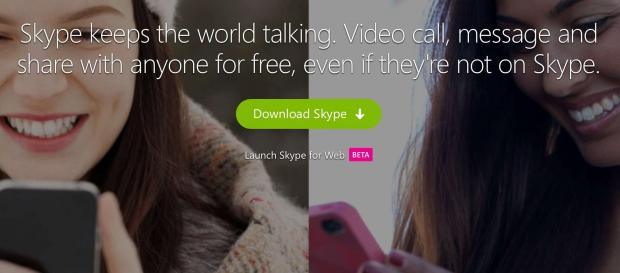 Skype keeps the world talking. Video call, message and
share with anyone for free, even if they're not on Skype.
Download Skype
Launch Skype for Web BETA